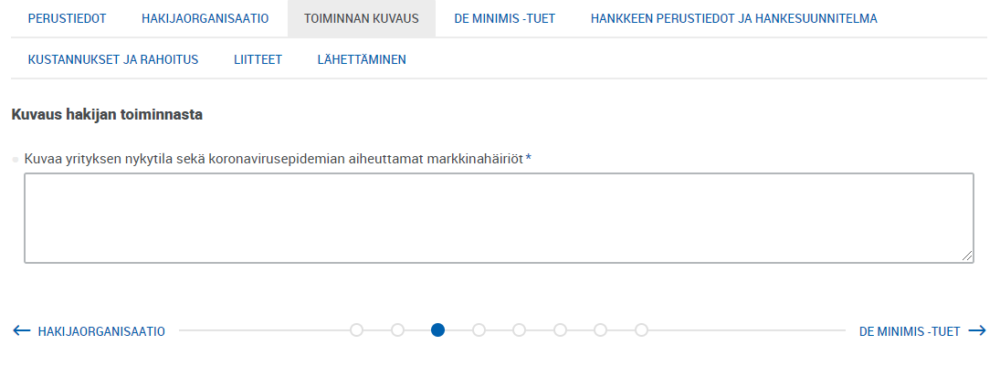 PERUSTIEDOT HAKIJAORGANISAATIO TOIMINNAN KUVAUS DE MINIMIS -TUET HANKKEEN PERUSTIEDOT JA HANKESUUNNITELMA
KUSTANNUKSET JA RAHOITUS LIITTEET LÄHETTÄMINEN
Kuvaus hakijan toiminnasta
Kuvaa yrityksen nykytila sekä koronavirusepidemian aiheuttamat markkinahäiriöt *
← HAKIJAORGANISAATIO DE MINIMIS -TUET →